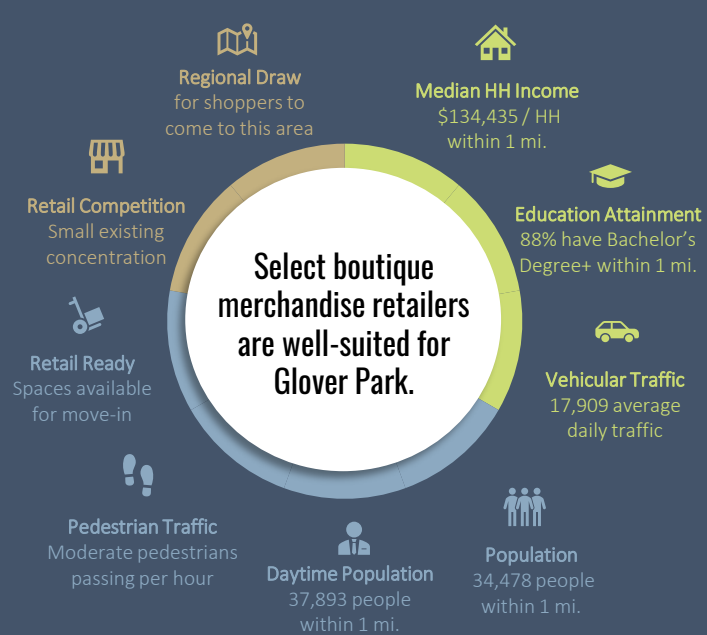 Regional Draw
for shoppers to
come to this area
Median HH Income
$134,435 / HH
within 1 mi.
Retail Competition
Small existing
concentration
Education Attainment
88% have Bachelor’s
Degree+ within 1 mi.
Select boutique
merchandise retailers
are well-suited for
Glover Park.
Retail Ready
Spaces available
for move-in
Vehicular Traffic
17,909 average
daily traffic
Pedestrian Traffic
Moderate pedestrians
passing per hour
Daytime Population
37,893 people
within 1 mi.
Population
34,478 people
within 1 mi.